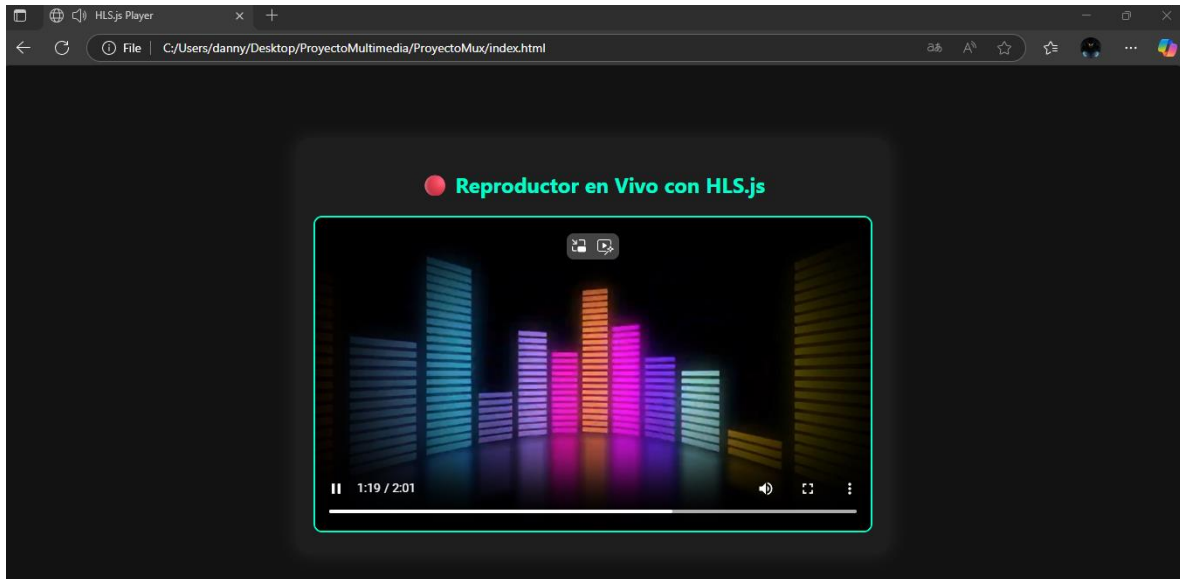 HLS.js Player
File
C:/Users/danny/Desktop/ProyectoMultimedia/ProyectoMux/index.html
Reproductor en Vivo con HLS.js
1:19 / 2:01